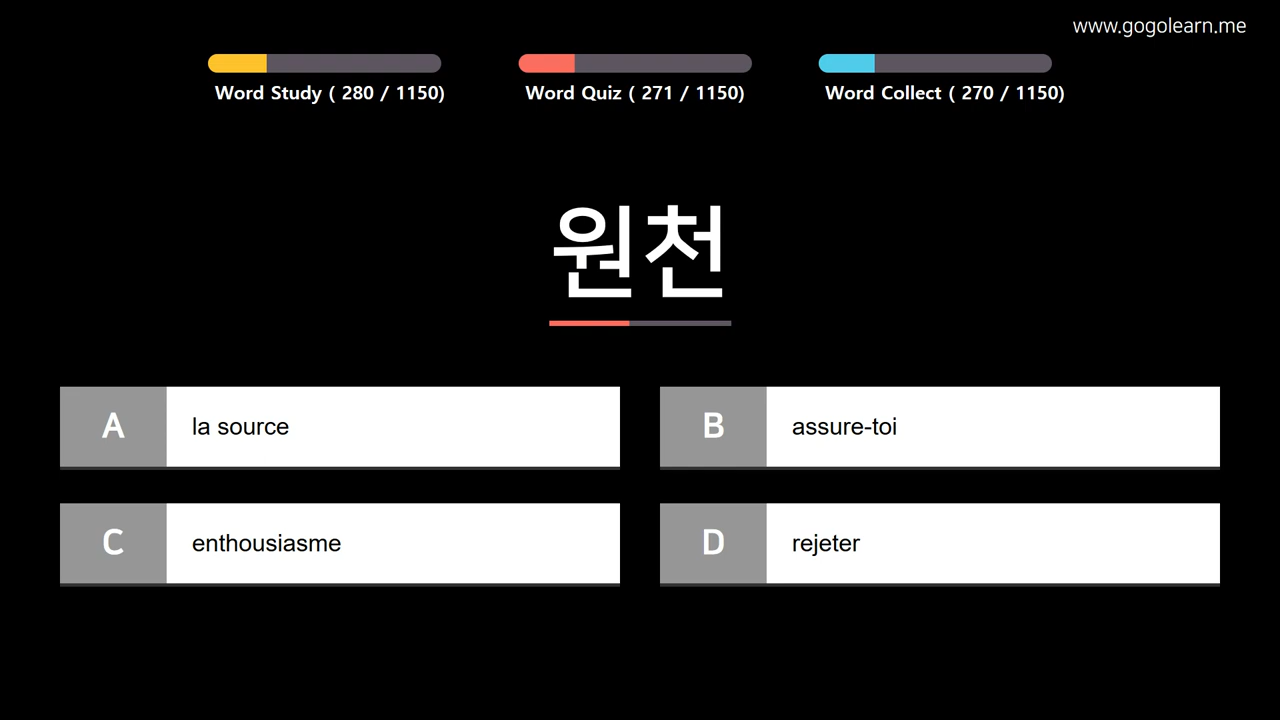 www.gogolearn.me
Word Study ( 280 / 1150)
Word Quiz ( 271 / 1150)
Word Collect ( 270 / 1150)
원천
A la source
B assure-toi
C enthousiasme
D rejeter